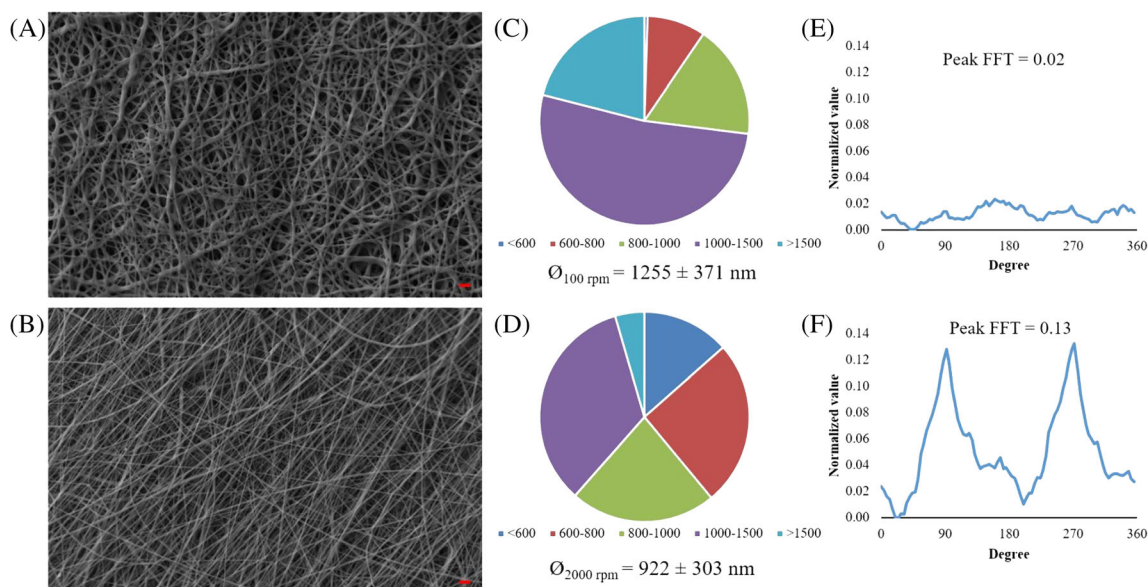 (A)
(B)
(C)
<600 600-800 800-1000 1000-1500 >1500
Ø100 rpm = 1255 ± 371 nm
(D)
<600 600-800 800-1000 1000-1500 >1500
Ø2000 rpm = 922 ± 303 nm
(E)
Peak FFT = 0.02
Normalized value
0.14
0.12
0.10
0.08
0.06
0.04
0.02
0.00
0 90 180 270 360
Degree
(F)
Peak FFT = 0.13
Normalized value
0.14
0.12
0.10
0.08
0.06
0.04
0.02
0.00
0 90 180 270 360
Degree